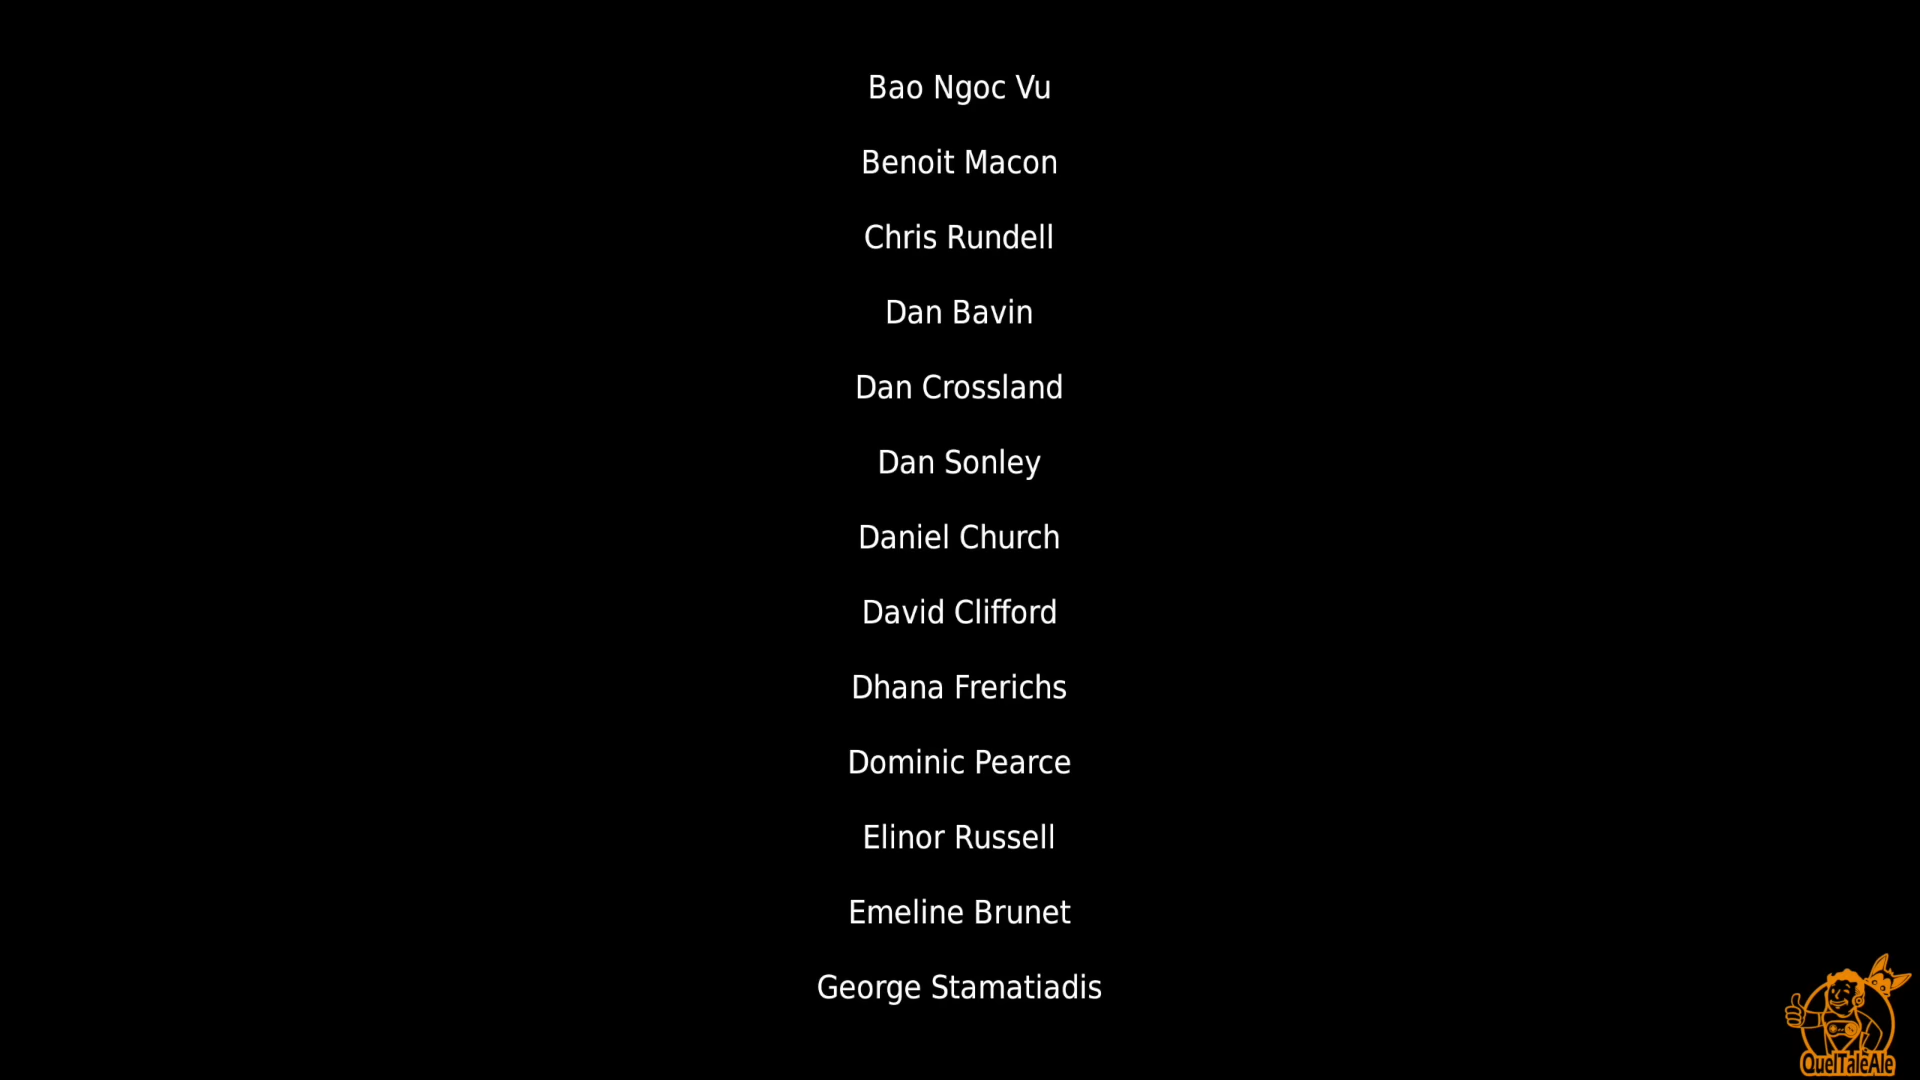 Bao Ngoc Vu
Benoit Macon
Chris Rundell
Dan Bavin
Dan Crossland
Dan Sonley
Daniel Church
David Clifford
Dhana Frerichs
Dominic Pearce
Elinor Russell
Emeline Brunet
George Stamatiadis
QuelTaleAle